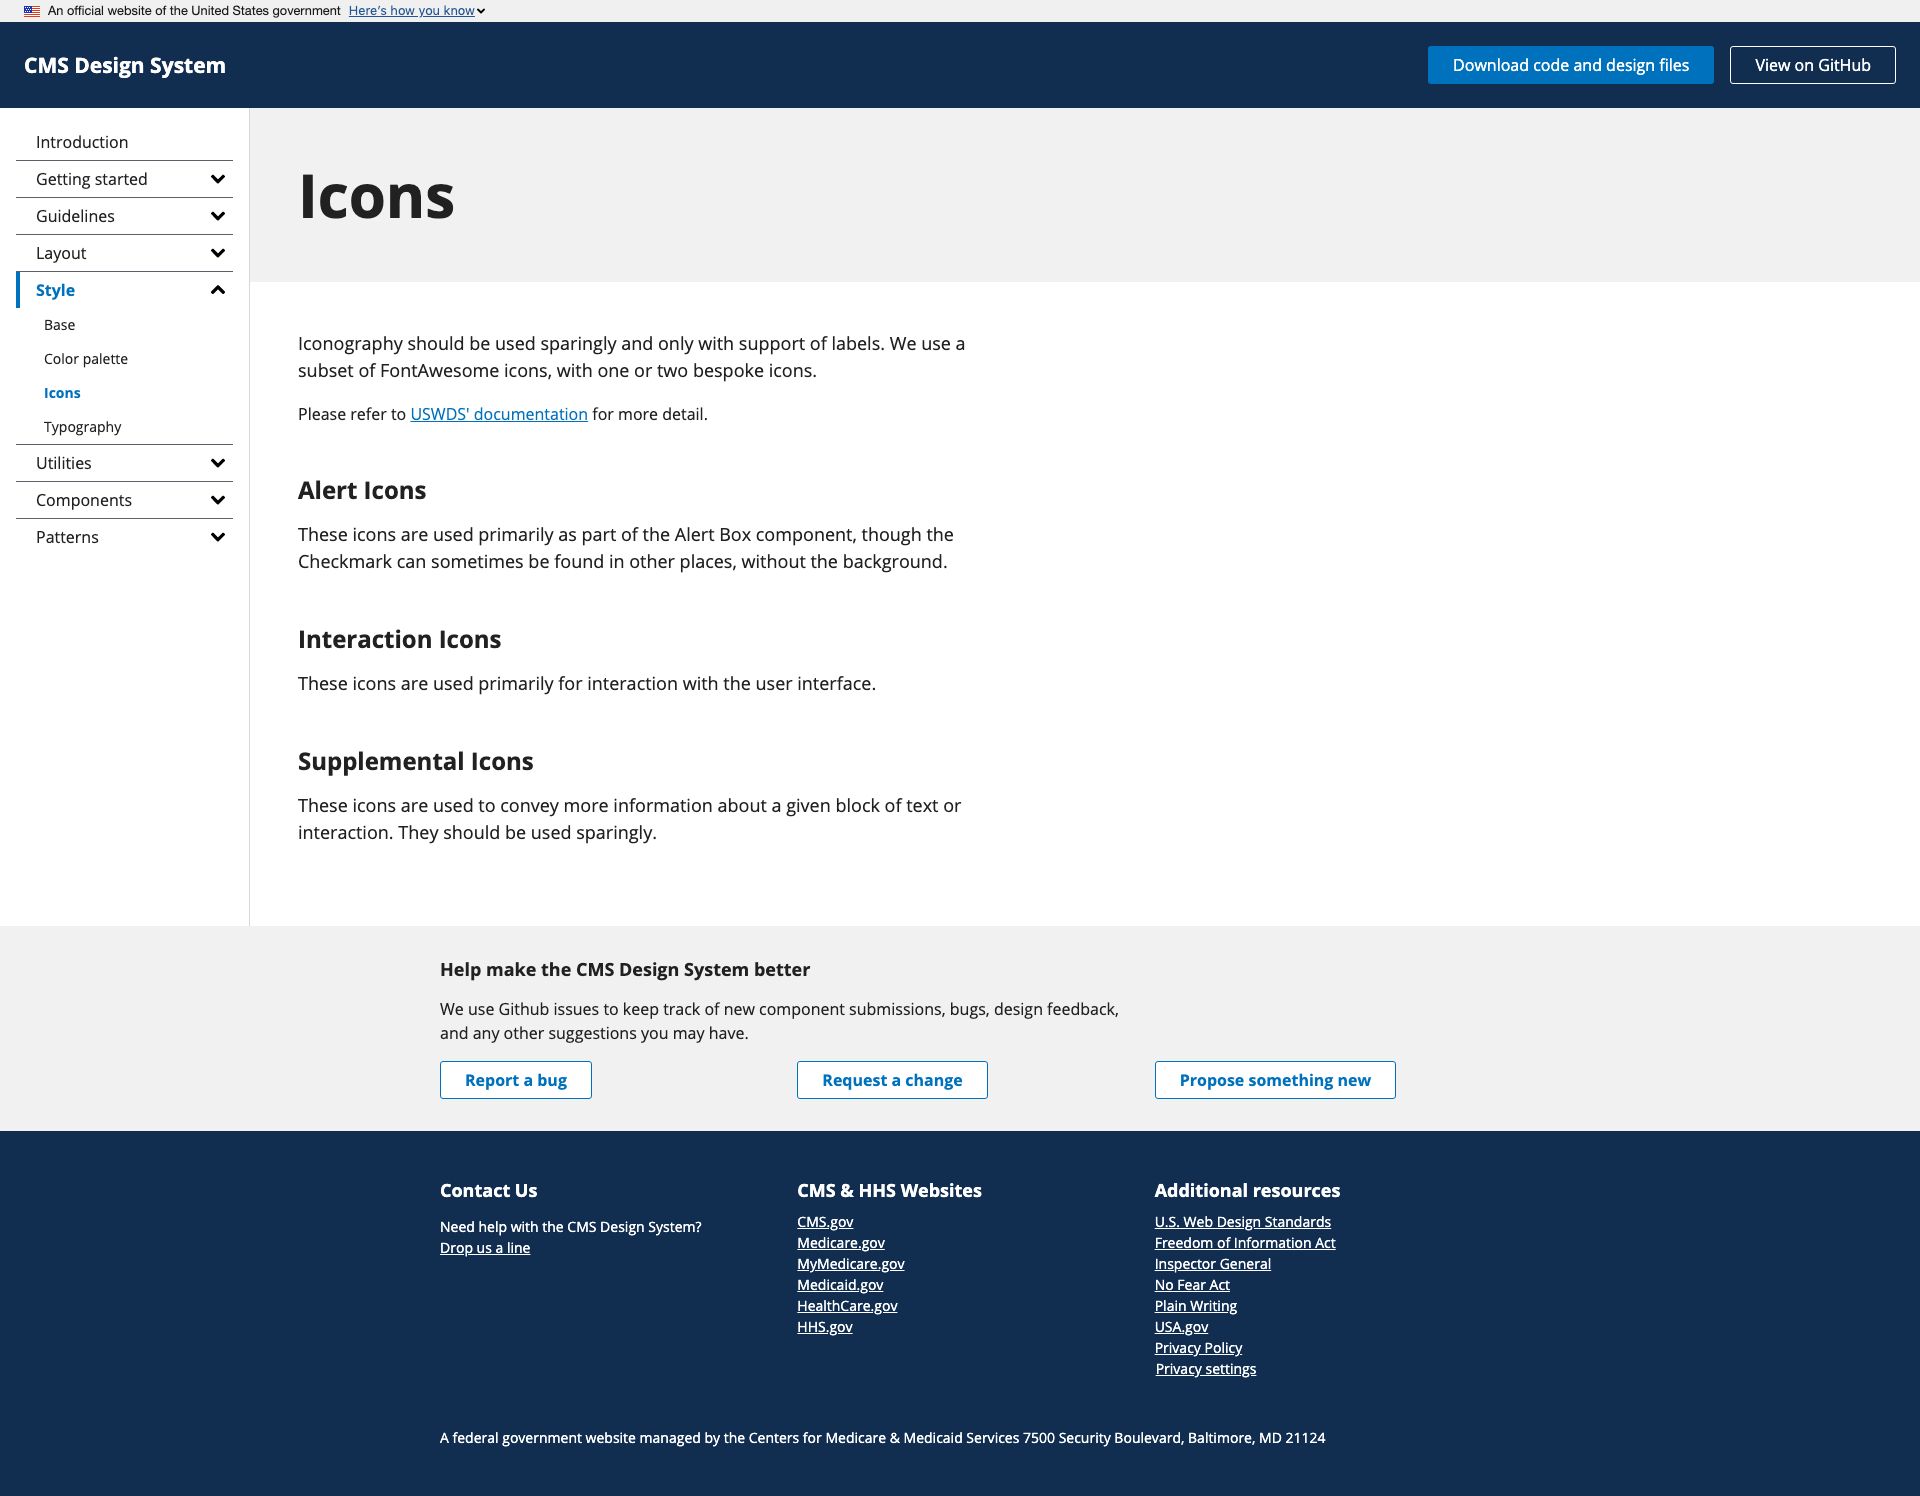 An official website of the United States government Here's how you know
CMS Design System
Download code and design files
View on GitHub
Introduction
Getting started
Guidelines
Layout
Style
Base
Color palette
Icons
Typography
Utilities
Components
Patterns
Icons
Iconography should be used sparingly and only with support of labels. We use a
subset of FontAwesome icons, with one or two bespoke icons.
Please refer to USWDS' documentation for more detail.
Alert Icons
These icons are used primarily as part of the Alert Box component, though the
Checkmark can sometimes be found in other places, without the background.
Interaction Icons
These icons are used primarily for interaction with the user interface.
Supplemental Icons
These icons are used to convey more information about a given block of text or
interaction. They should be used sparingly.
Help make the CMS Design System better
We use Github issues to keep track of new component submissions, bugs, design feedback,
and any other suggestions you may have.
Report a bug
Request a change
Propose something new
Contact Us
Need help with the CMS Design System?
Drop us a line
CMS & HHS Websites
CMS.gov
Medicare.gov
MyMedicare.gov
Medicaid.gov
HealthCare.gov
HHS.gov
Additional resources
U.S. Web Design Standards
Freedom of Information Act
Inspector General
No Fear Act
Plain Writing
USA.gov
Privacy Policy
Privacy settings
A federal government website managed by the Centers for Medicare & Medicaid Services 7500 Security Boulevard, Baltimore, MD 21124